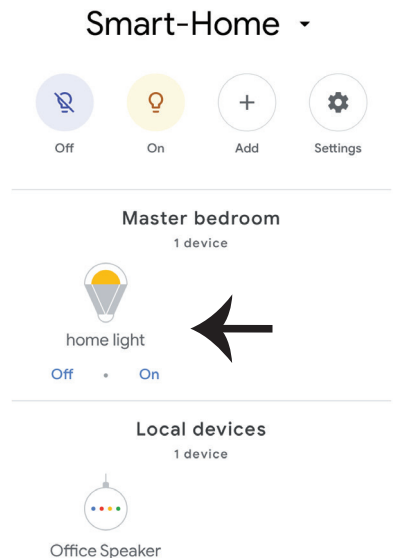 Smart-Home
Off On Add Settings
Master bedroom
1 device
home light
Off • On
Local devices
1 device
Office Speaker